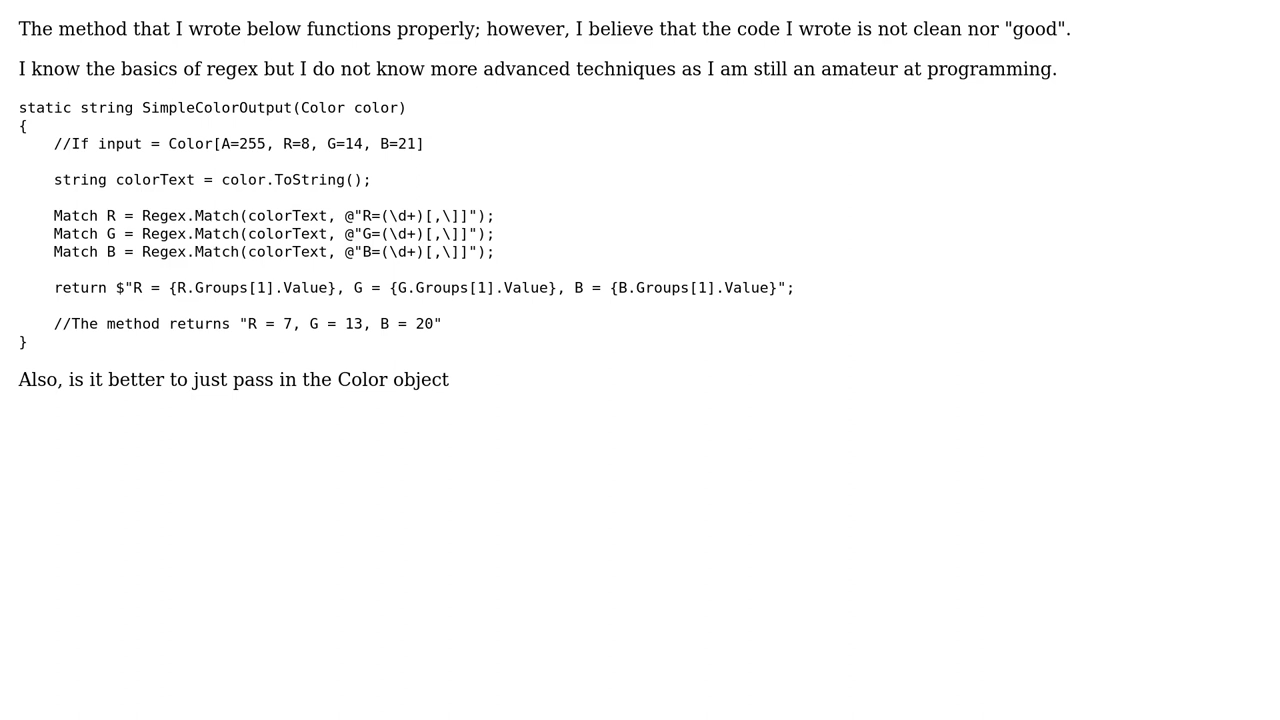 The method that I wrote below functions properly; however, I believe that the code I wrote is not clean nor "good".
I know the basics of regex but I do not know more advanced techniques as I am still an amateur at programming.
static string SimpleColorOutput(Color color)
{
    //If input = Color[A=255, R=8, G=14, B=21]

    string colorText = color.ToString();

    Match R = Regex.Match(colorText, @"R=(\d+)[,\]]");
    Match G = Regex.Match(colorText, @"G=(\d+)[,\]]");
    Match B = Regex.Match(colorText, @"B=(\d+)[,\]]");

    return $"R = {R.Groups[1].Value}, G = {G.Groups[1].Value}, B = {B.Groups[1].Value}";

    //The method returns "R = 7, G = 13, B = 20"
}
Also, is it better to just pass in the Color object